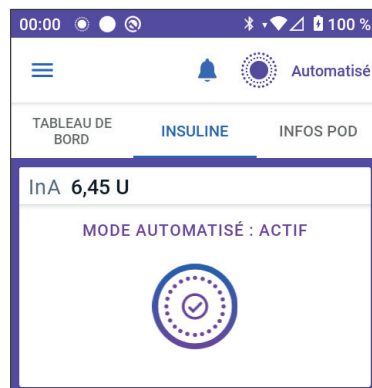 00:00 100 %
Automatisé
TABLEAU DE
BORD
INSULINE
INFOS POD
InA 6,45 U
MODE AUTOMATISÉ : ACTIF